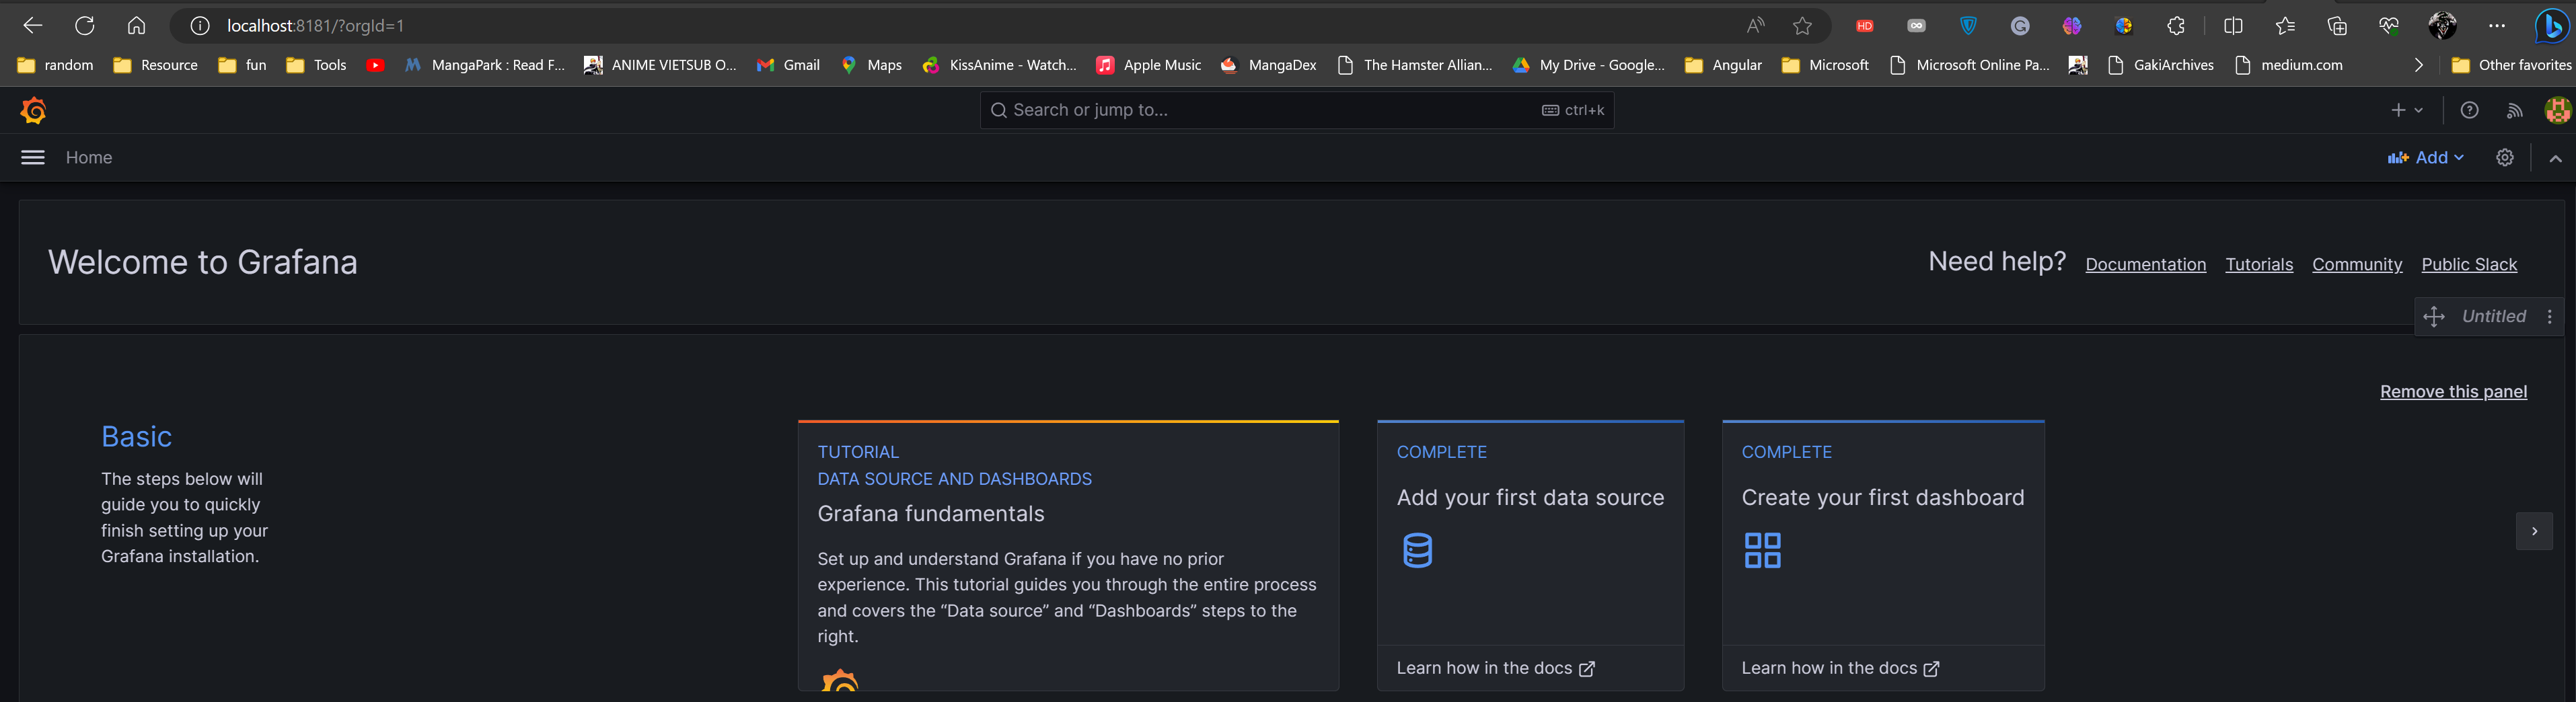 localhost:8181/?orgId=1
HD
random Resource fun Tools MangaPark : Read F... ANIME VIETSUB O... Gmail Maps KissAnime - Watch... Apple Music MangaDex The Hamster Allian... My Drive - Google... Angular Microsoft Microsoft Online Pa... GakiArchives medium.com Other favorites
Search or jump to... ctrl+k
Home Add
Welcome to Grafana Need help? Documentation Tutorials Community Public Slack
Untitled
Remove this panel
Basic
The steps below will
guide you to quickly
finish setting up your
Grafana installation.
TUTORIAL
DATA SOURCE AND DASHBOARDS
Grafana fundamentals
Set up and understand Grafana if you have no prior
experience. This tutorial guides you through the entire process
and covers the “Data source” and “Dashboards” steps to the
right.
COMPLETE
Add your first data source
Learn how in the docs
COMPLETE
Create your first dashboard
Learn how in the docs